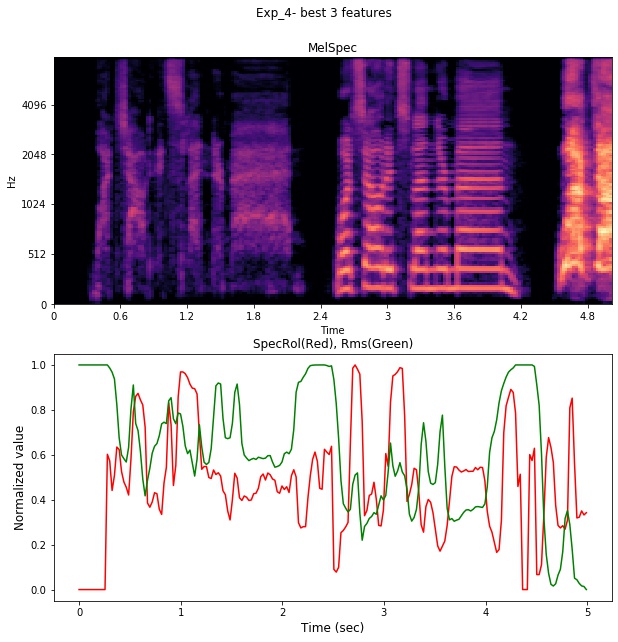 Exp_4- best 3 features
MelSpec
4096
2048
1024
512
0
Hz
0 0.6 1.2 1.8 2.4 3 3.6 4.2 4.8
Time
SpecRol(Red), Rms(Green)
1.0
0.8
0.6
0.4
0.2
0.0
Normalized value
0 1 2 3 4 5
Time (sec)